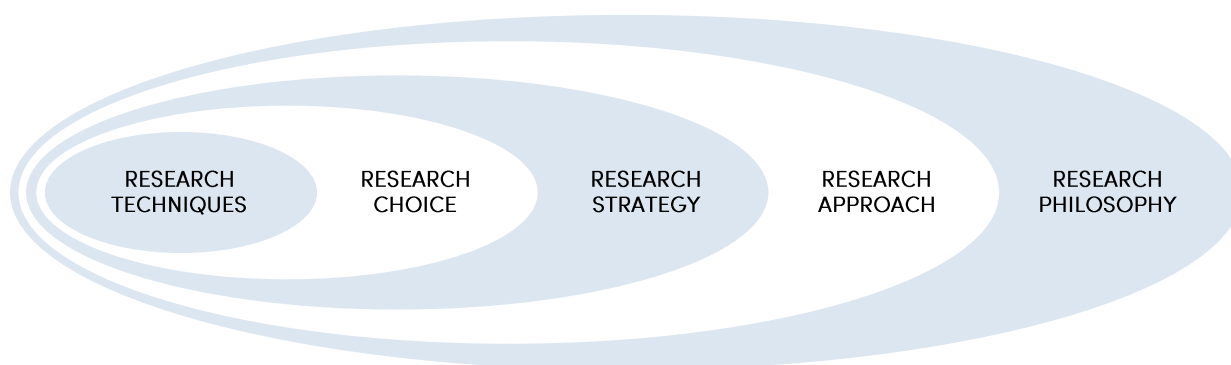 RESEARCH
TECHNIQUES
RESEARCH
CHOICE
RESEARCH
STRATEGY
RESEARCH
APPROACH
RESEARCH
PHILOSOPHY